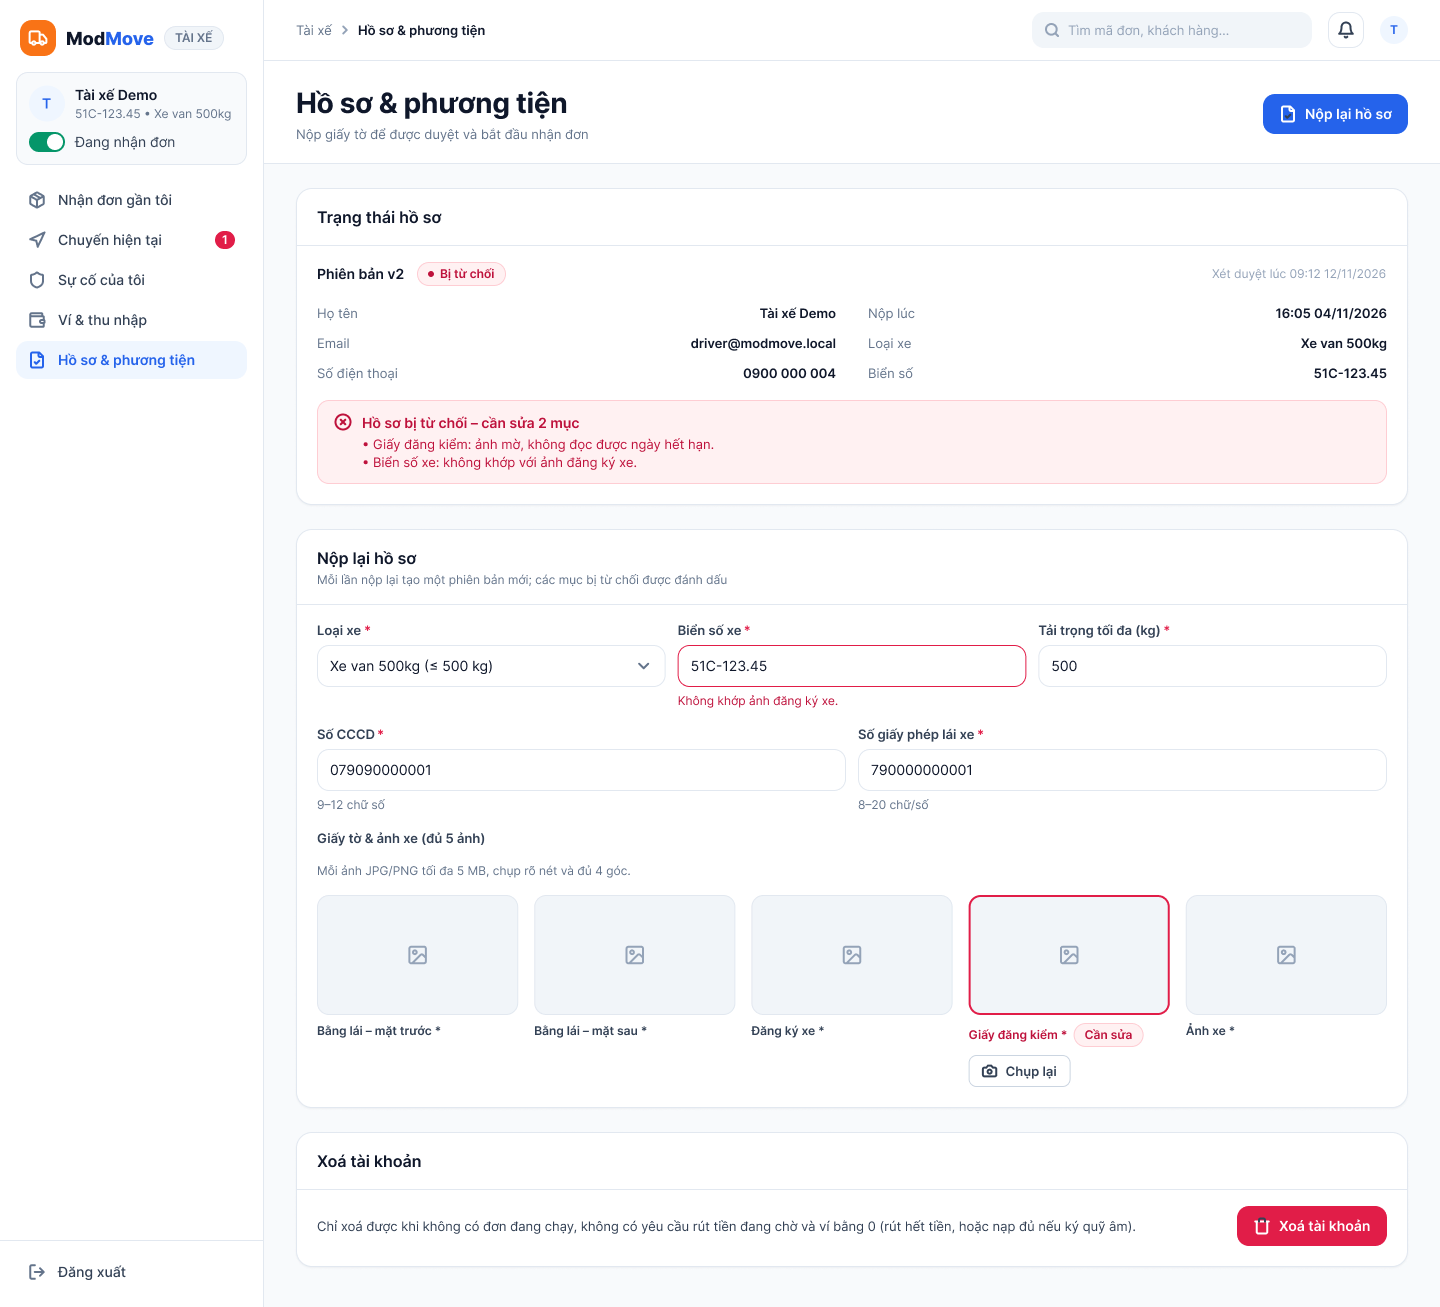 ModMove TÀI XẾ
T
Tài xế Demo
51C-123.45 • Xe van 500kg
Đang nhận đơn
Nhận đơn gần tôi
Chuyến hiện tại 1
Sự cố của tôi
Ví & thu nhập
Hồ sơ & phương tiện
Đăng xuất
Tài xế > Hồ sơ & phương tiện
Tìm mã đơn, khách hàng...
T
Hồ sơ & phương tiện
Nộp giấy tờ để được duyệt và bắt đầu nhận đơn
Nộp lại hồ sơ
Trạng thái hồ sơ
Phiên bản v2 • Bị từ chối Xét duyệt lúc 09:12 12/11/2026
Họ tên Tài xế Demo Nộp lúc 16:05 04/11/2026
Email driver@modmove.local Loại xe Xe van 500kg
Số điện thoại 0900 000 004 Biển số 51C-123.45
Hồ sơ bị từ chối – cần sửa 2 mục
• Giấy đăng kiểm: ảnh mờ, không đọc được ngày hết hạn.
• Biển số xe: không khớp với ảnh đăng ký xe.
Nộp lại hồ sơ
Mỗi lần nộp lại tạo một phiên bản mới; các mục bị từ chối được đánh dấu
Loại xe * Biển số xe * Tải trọng tối đa (kg) *
Xe van 500kg (≤ 500 kg) 51C-123.45 500
Không khớp ảnh đăng ký xe.
Số CCCD * Số giấy phép lái xe *
079090000001 790000000001
9–12 chữ số 8–20 chữ/số
Giấy tờ & ảnh xe (đủ 5 ảnh)
Mỗi ảnh JPG/PNG tối đa 5 MB, chụp rõ nét và đủ 4 góc.
Bằng lái – mặt trước * Bằng lái – mặt sau * Đăng ký xe * Giấy đăng kiểm * Cần sửa Ảnh xe *
Chụp lại
Xoá tài khoản
Chỉ xoá được khi không có đơn đang chạy, không có yêu cầu rút tiền đang chờ và ví bằng 0 (rút hết tiền, hoặc nạp đủ nếu ký quỹ âm).
Xoá tài khoản